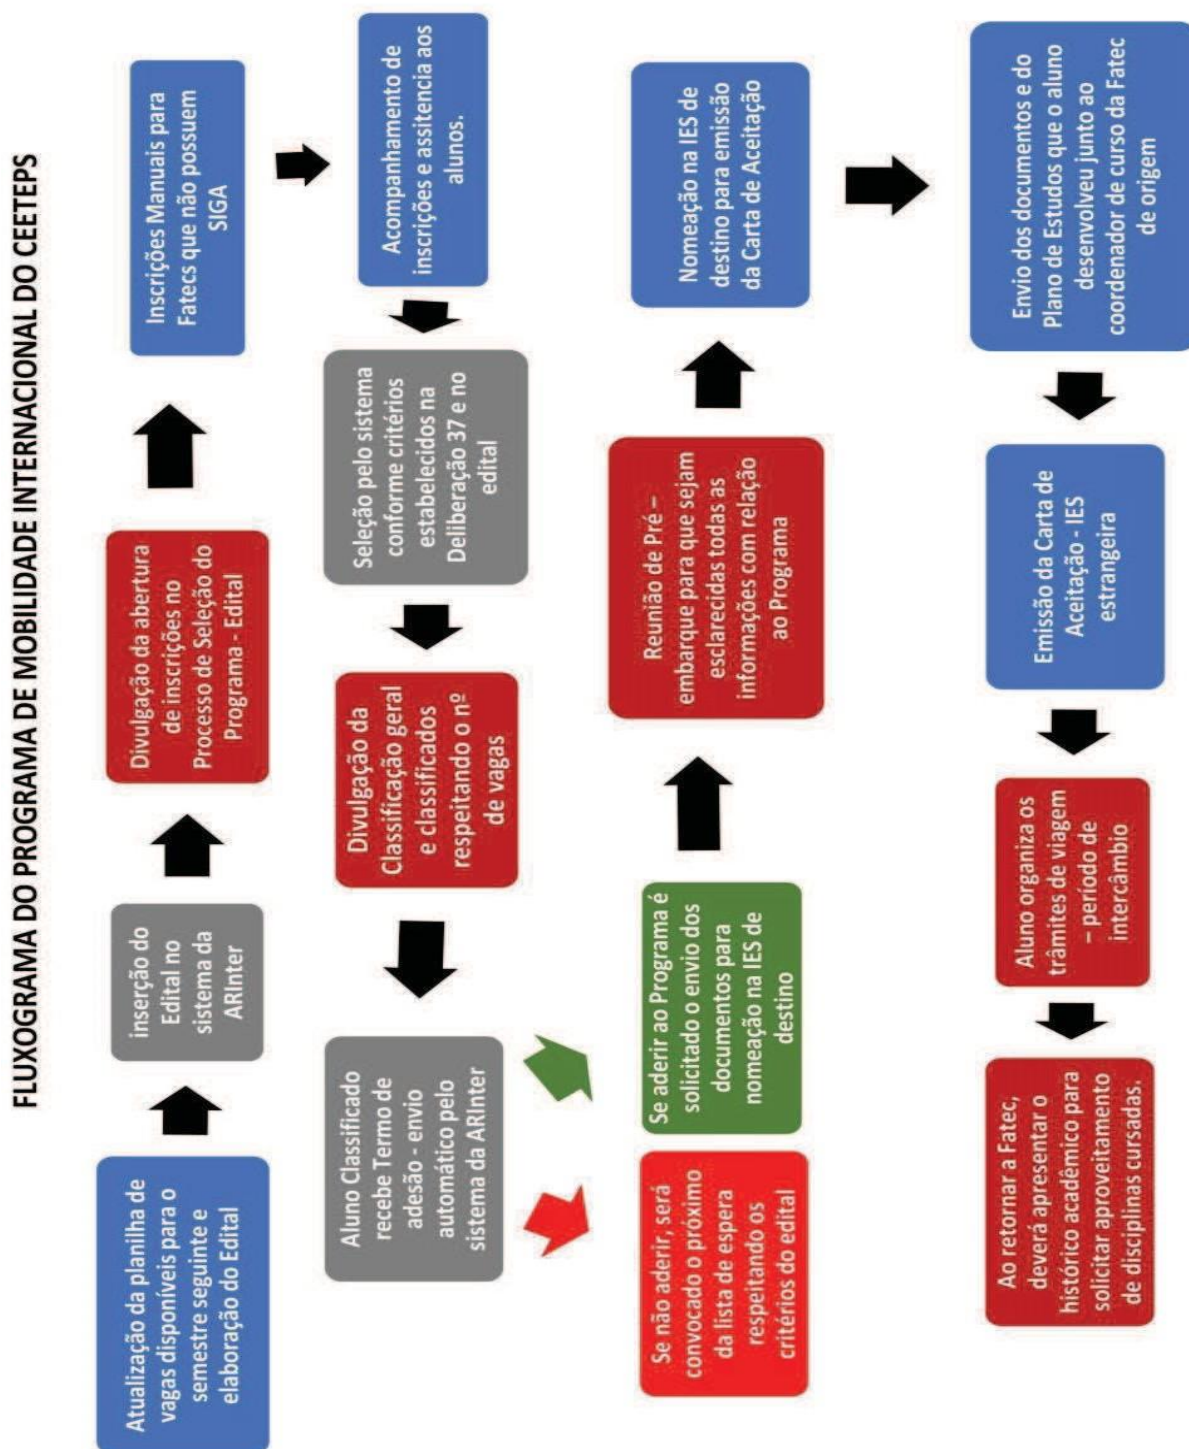 FLUXOGRAMA DO PROGRAMA DE MOBILIDADE INTERNACIONAL DO CEETEPS
Atualização da planilha de
vagas disponíveis para o
semestre seguinte e
elaboração do Edital
inserção do
Edital no
sistema da
ARInter
Divulgação da abertura
de inscrições no
Processo de Seleção do
Programa - Edital
Inscrições Manuais para
Fatecs que não possuem
SIGA
Acompanhamento de
inscrições e assitencia aos
alunos.
Seleção pelo sistema
conforme critérios
estabelecidos na
Deliberação 37 e no
edital
Divulgação da
Classificação geral
e classificados
respeitando o nº
de vagas
Aluno Classificado
recebe Termo de
adesão - envio
automático pelo
sistema da ARInter
Se não aderir, será
convocado o próximo
da lista de espera
respeitando os
critérios do edital
Se aderir ao Programa é
solicitado o envio dos
documentos para
nomeação na IES de
destino
Reunião de Pré –
embarque para que sejam
esclarecidas todas as
informações com relação
ao Programa
Nomeação na IES de
destino para emissão
da Carta de Aceitação
Envio dos documentos e do
Plano de Estudos que o aluno
desenvolveu junto ao
coordenador de curso da Fatec
de origem
Emissão da Carta de
Aceitação - IES
estrangeira
Aluno organiza os
trâmites de viagem
– período de
intercâmbio
Ao retornar a Fatec,
deverá apresentar o
histórico acadêmico para
solicitar aproveitamento
de disciplinas cursadas.